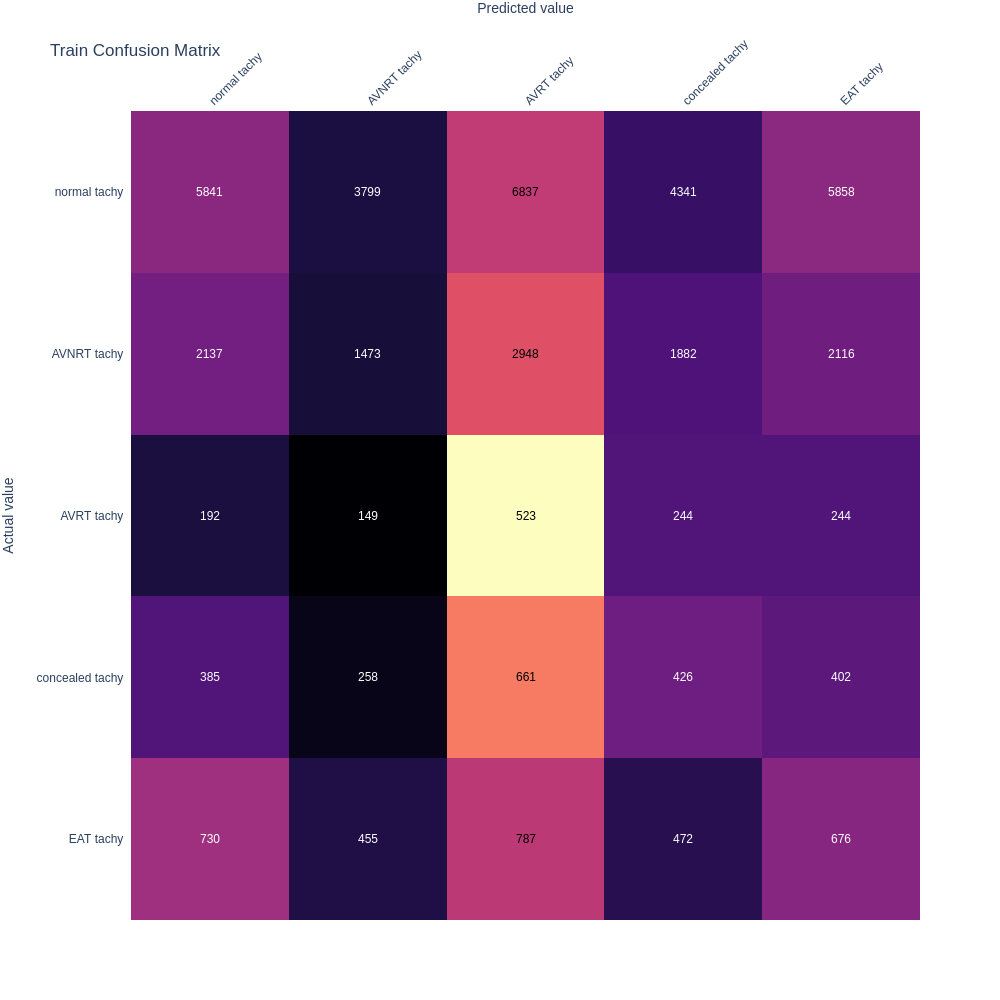 Predicted value
Train Confusion Matrix
normal tachy
AVNRT tachy
AVRT tachy
concealed tachy
EAT tachy
normal tachy 5841 3799 6837 4341 5858
AVNRT tachy 2137 1473 2948 1882 2116
Actual value
AVRT tachy 192 149 523 244 244
concealed tachy 385 258 661 426 402
EAT tachy 730 455 787 472 676